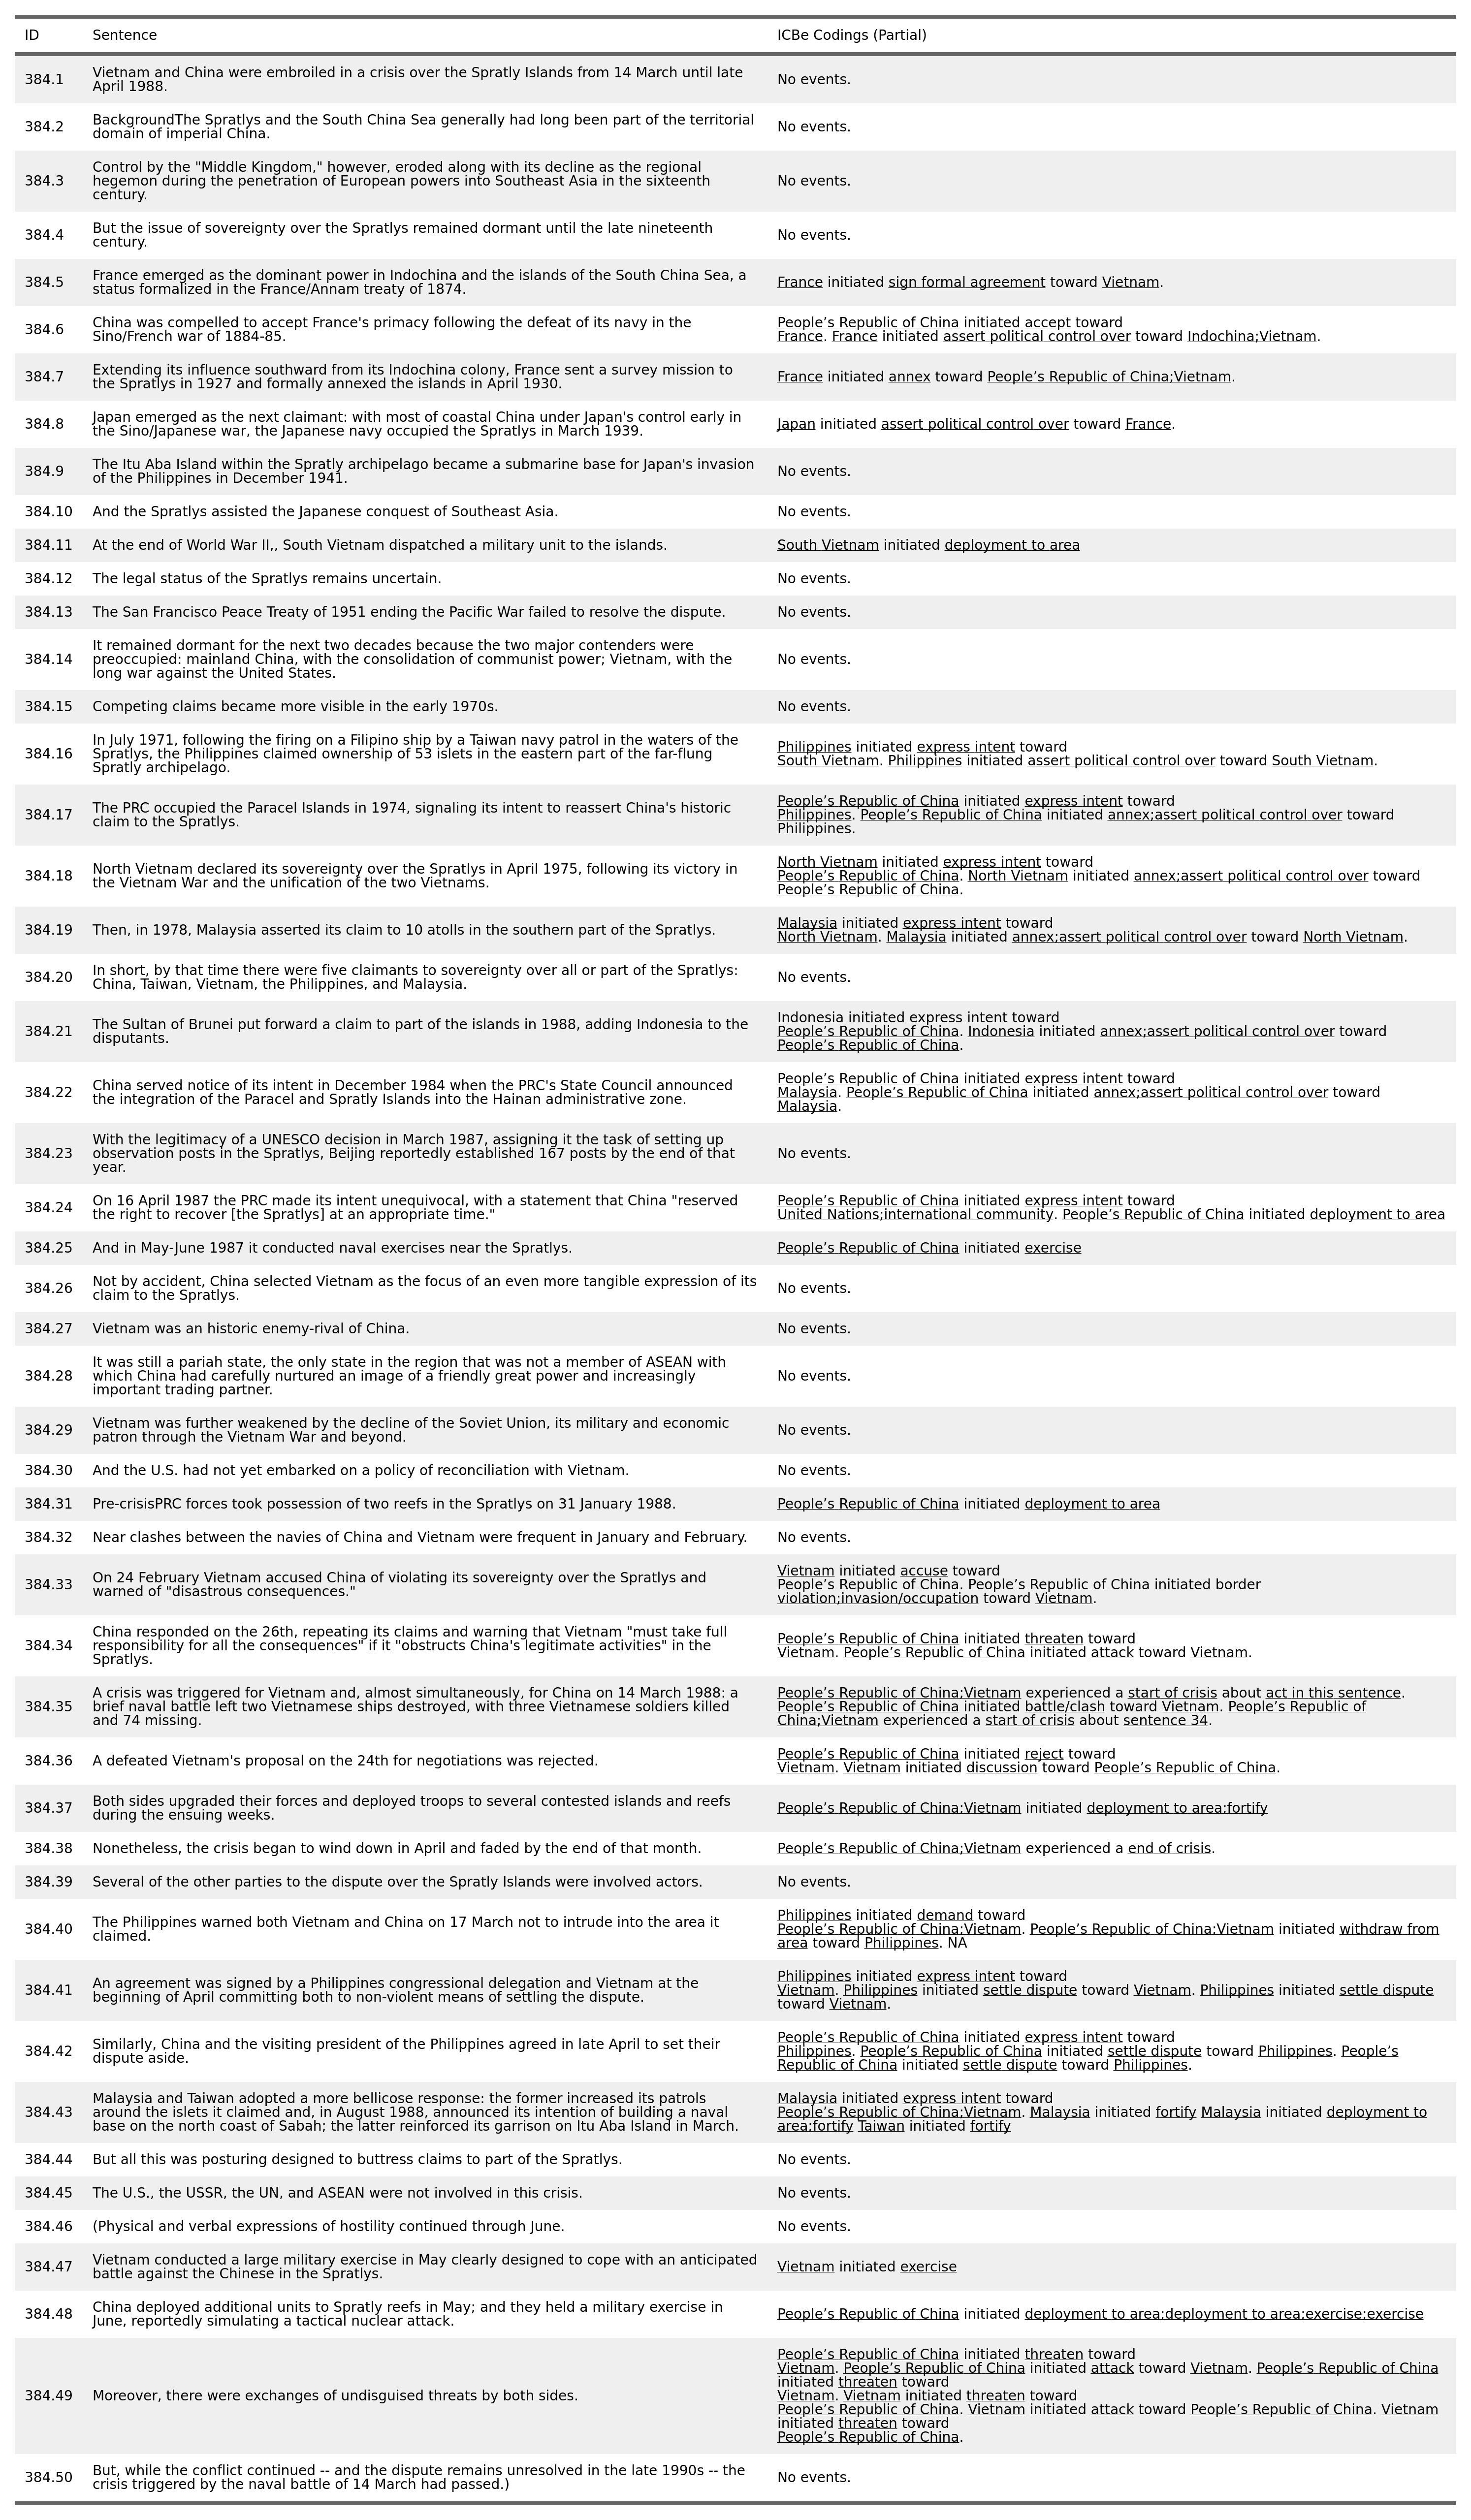 ID Sentence ICBe Codings (Partial)
384.1 Vietnam and China were embroiled in a crisis over the Spratly Islands from 14 March until late
April 1988.
No events.
384.2 BackgroundThe Spratlys and the South China Sea generally had long been part of the territorial
domain of imperial China.
No events.
384.3 Control by the "Middle Kingdom," however, eroded along with its decline as the regional
hegemon during the penetration of European powers into Southeast Asia in the sixteenth
century.
No events.
384.4 But the issue of sovereignty over the Spratlys remained dormant until the late nineteenth
century.
No events.
384.5 France emerged as the dominant power in Indochina and the islands of the South China Sea, a
status formalized in the France/Annam treaty of 1874.
France initiated sign formal agreement toward Vietnam.
384.6 China was compelled to accept France's primacy following the defeat of its navy in the
Sino/French war of 1884-85.
People’s Republic of China initiated accept toward
France. France initiated assert political control over toward Indochina;Vietnam.
384.7 Extending its influence southward from its Indochina colony, France sent a survey mission to
the Spratlys in 1927 and formally annexed the islands in April 1930.
France initiated annex toward People’s Republic of China;Vietnam.
384.8 Japan emerged as the next claimant: with most of coastal China under Japan's control early in
the Sino/Japanese war, the Japanese navy occupied the Spratlys in March 1939.
Japan initiated assert political control over toward France.
384.9 The Itu Aba Island within the Spratly archipelago became a submarine base for Japan's invasion
of the Philippines in December 1941.
No events.
384.10 And the Spratlys assisted the Japanese conquest of Southeast Asia. No events.
384.11 At the end of World War II,, South Vietnam dispatched a military unit to the islands. South Vietnam initiated deployment to area
384.12 The legal status of the Spratlys remains uncertain. No events.
384.13 The San Francisco Peace Treaty of 1951 ending the Pacific War failed to resolve the dispute. No events.
384.14 It remained dormant for the next two decades because the two major contenders were
preoccupied: mainland China, with the consolidation of communist power; Vietnam, with the
long war against the United States.
No events.
384.15 Competing claims became more visible in the early 1970s. No events.
384.16 In July 1971, following the firing on a Filipino ship by a Taiwan navy patrol in the waters of the
Spratlys, the Philippines claimed ownership of 53 islets in the eastern part of the far-flung
Spratly archipelago.
Philippines initiated express intent toward
South Vietnam. Philippines initiated assert political control over toward South Vietnam.
384.17 The PRC occupied the Paracel Islands in 1974, signaling its intent to reassert China's historic
claim to the Spratlys.
People’s Republic of China initiated express intent toward
Philippines. People’s Republic of China initiated annex;assert political control over toward
Philippines.
384.18 North Vietnam declared its sovereignty over the Spratlys in April 1975, following its victory in
the Vietnam War and the unification of the two Vietnams.
North Vietnam initiated express intent toward
People’s Republic of China. North Vietnam initiated annex;assert political control over toward
People’s Republic of China.
384.19 Then, in 1978, Malaysia asserted its claim to 10 atolls in the southern part of the Spratlys.
Malaysia initiated express intent toward
North Vietnam. Malaysia initiated annex;assert political control over toward North Vietnam.
384.20 In short, by that time there were five claimants to sovereignty over all or part of the Spratlys:
China, Taiwan, Vietnam, the Philippines, and Malaysia.
No events.
384.21 The Sultan of Brunei put forward a claim to part of the islands in 1988, adding Indonesia to the
disputants.
Indonesia initiated express intent toward
People’s Republic of China. Indonesia initiated annex;assert political control over toward
People’s Republic of China.
384.22 China served notice of its intent in December 1984 when the PRC's State Council announced
the integration of the Paracel and Spratly Islands into the Hainan administrative zone.
People’s Republic of China initiated express intent toward
Malaysia. People’s Republic of China initiated annex;assert political control over toward
Malaysia.
384.23 With the legitimacy of a UNESCO decision in March 1987, assigning it the task of setting up
observation posts in the Spratlys, Beijing reportedly established 167 posts by the end of that
year.
No events.
384.24 On 16 April 1987 the PRC made its intent unequivocal, with a statement that China "reserved
the right to recover [the Spratlys] at an appropriate time."
People’s Republic of China initiated express intent toward
United Nations;international community. People’s Republic of China initiated deployment to area
384.25 And in May-June 1987 it conducted naval exercises near the Spratlys. People’s Republic of China initiated exercise
384.26 Not by accident, China selected Vietnam as the focus of an even more tangible expression of its
claim to the Spratlys.
No events.
384.27 Vietnam was an historic enemy-rival of China. No events.
384.28 It was still a pariah state, the only state in the region that was not a member of ASEAN with
which China had carefully nurtured an image of a friendly great power and increasingly
important trading partner.
No events.
384.29 Vietnam was further weakened by the decline of the Soviet Union, its military and economic
patron through the Vietnam War and beyond.
No events.
384.30 And the U.S. had not yet embarked on a policy of reconciliation with Vietnam. No events.
384.31 Pre-crisisPRC forces took possession of two reefs in the Spratlys on 31 January 1988. People’s Republic of China initiated deployment to area
384.32 Near clashes between the navies of China and Vietnam were frequent in January and February. No events.
384.33 On 24 February Vietnam accused China of violating its sovereignty over the Spratlys and
warned of "disastrous consequences."
Vietnam initiated accuse toward
People’s Republic of China. People’s Republic of China initiated border
violation;invasion/occupation toward Vietnam.
384.34 China responded on the 26th, repeating its claims and warning that Vietnam "must take full
responsibility for all the consequences" if it "obstructs China's legitimate activities" in the
Spratlys.
People’s Republic of China initiated threaten toward
Vietnam. People’s Republic of China initiated attack toward Vietnam.
384.35 A crisis was triggered for Vietnam and, almost simultaneously, for China on 14 March 1988: a
brief naval battle left two Vietnamese ships destroyed, with three Vietnamese soldiers killed
and 74 missing.
People’s Republic of China;Vietnam experienced a start of crisis about act in this sentence.
People’s Republic of China initiated battle/clash toward Vietnam. People’s Republic of
China;Vietnam experienced a start of crisis about sentence 34.
384.36 A defeated Vietnam's proposal on the 24th for negotiations was rejected.
People’s Republic of China initiated reject toward
Vietnam. Vietnam initiated discussion toward People’s Republic of China.
384.37 Both sides upgraded their forces and deployed troops to several contested islands and reefs
during the ensuing weeks.
People’s Republic of China;Vietnam initiated deployment to area;fortify
384.38 Nonetheless, the crisis began to wind down in April and faded by the end of that month. People’s Republic of China;Vietnam experienced a end of crisis.
384.39 Several of the other parties to the dispute over the Spratly Islands were involved actors. No events.
384.40 The Philippines warned both Vietnam and China on 17 March not to intrude into the area it
claimed.
Philippines initiated demand toward
People’s Republic of China;Vietnam. People’s Republic of China;Vietnam initiated withdraw from
area toward Philippines. NA
384.41 An agreement was signed by a Philippines congressional delegation and Vietnam at the
beginning of April committing both to non-violent means of settling the dispute.
Philippines initiated express intent toward
Vietnam. Philippines initiated settle dispute toward Vietnam. Philippines initiated settle dispute
toward Vietnam.
384.42 Similarly, China and the visiting president of the Philippines agreed in late April to set their
dispute aside.
People’s Republic of China initiated express intent toward
Philippines. People’s Republic of China initiated settle dispute toward Philippines. People’s
Republic of China initiated settle dispute toward Philippines.
384.43 Malaysia and Taiwan adopted a more bellicose response: the former increased its patrols
around the islets it claimed and, in August 1988, announced its intention of building a naval
base on the north coast of Sabah; the latter reinforced its garrison on Itu Aba Island in March.
Malaysia initiated express intent toward
People’s Republic of China;Vietnam. Malaysia initiated fortify Malaysia initiated deployment to
area;fortify Taiwan initiated fortify
384.44 But all this was posturing designed to buttress claims to part of the Spratlys. No events.
384.45 The U.S., the USSR, the UN, and ASEAN were not involved in this crisis. No events.
384.46 (Physical and verbal expressions of hostility continued through June. No events.
384.47 Vietnam conducted a large military exercise in May clearly designed to cope with an anticipated
battle against the Chinese in the Spratlys.
Vietnam initiated exercise
384.48 China deployed additional units to Spratly reefs in May; and they held a military exercise in
June, reportedly simulating a tactical nuclear attack.
People’s Republic of China initiated deployment to area;deployment to area;exercise;exercise
384.49 Moreover, there were exchanges of undisguised threats by both sides.
People’s Republic of China initiated threaten toward
Vietnam. People’s Republic of China initiated attack toward Vietnam. People’s Republic of China
initiated threaten toward
Vietnam. Vietnam initiated threaten toward
People’s Republic of China. Vietnam initiated attack toward People’s Republic of China. Vietnam
initiated threaten toward
People’s Republic of China.
384.50 But, while the conflict continued -- and the dispute remains unresolved in the late 1990s -- the
crisis triggered by the naval battle of 14 March had passed.)
No events.